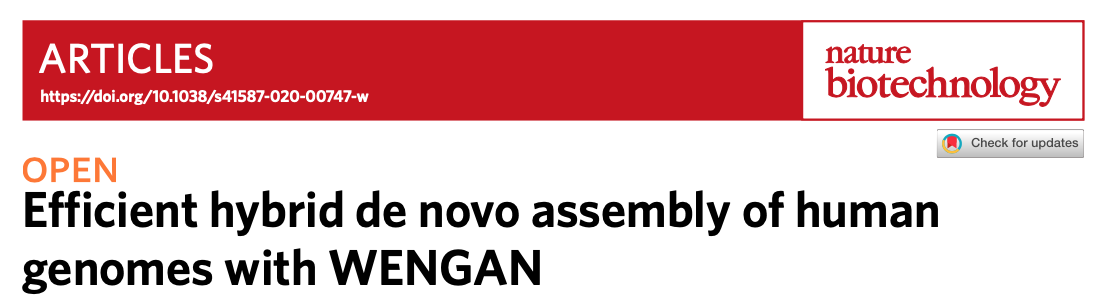 ARTICLES
https://doi.org/10.1038/s41587-020-00747-w
nature
biotechnology
Check for updates
OPEN
Efficient hybrid de novo assembly of human
genomes with WENGAN